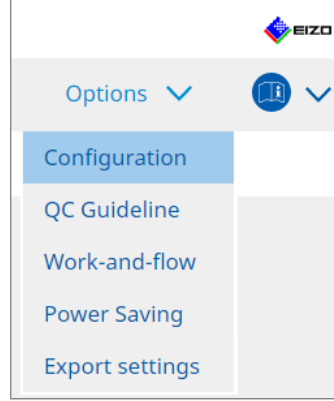 EIZO
Options
Configuration
QC Guideline
Work-and-flow
Power Saving
Export settings